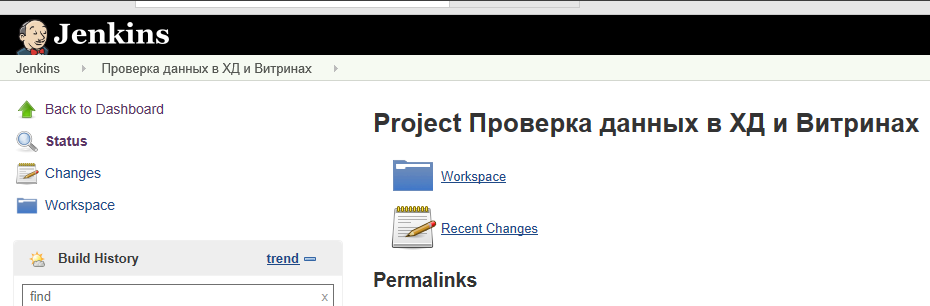 Jenkins
Jenkins Проверка данных в ХД и Витринах
Back to Dashboard
Status
Changes
Workspace
Build History trend
find x
Project Проверка данных в ХД и Витринах
Workspace
Recent Changes
Permalinks